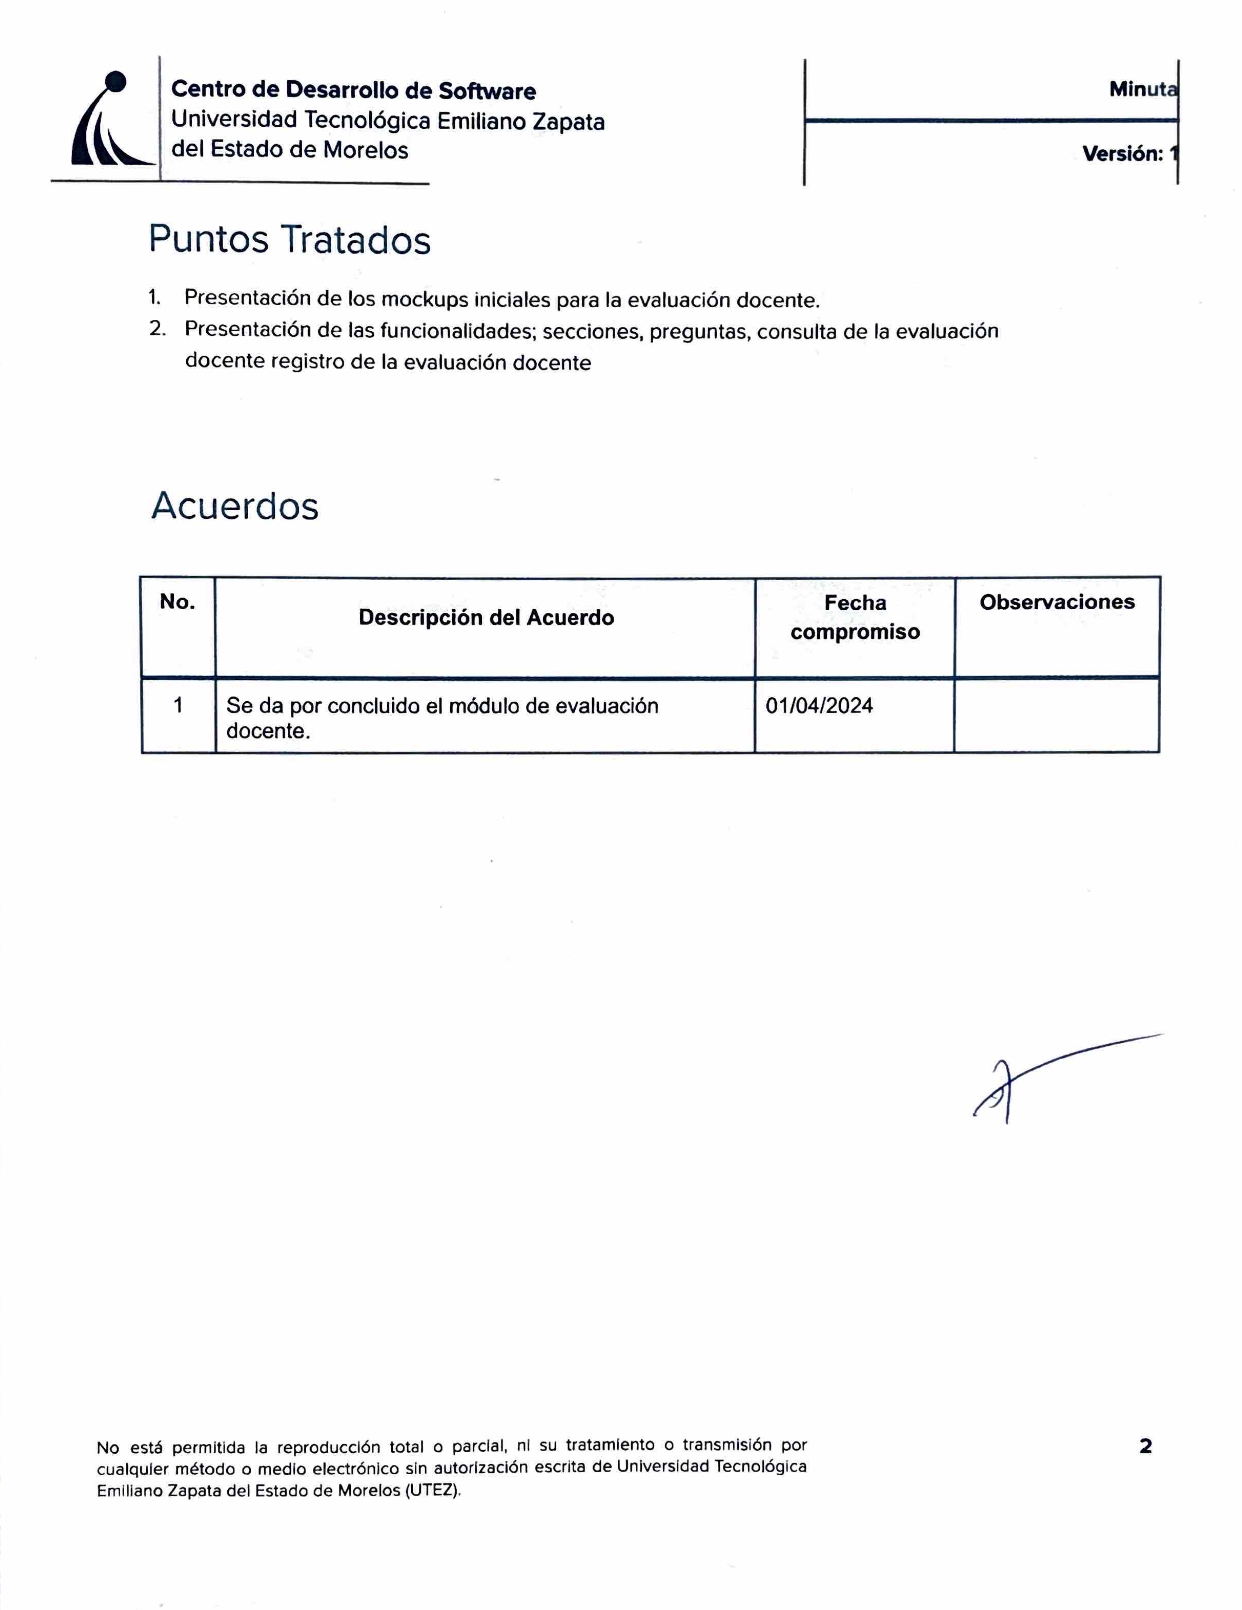 Centro de Desarrollo de Software
Universidad Tecnológica Emiliano Zapata
del Estado de Morelos
Minuta
Versión: 1
Puntos Tratados
1. Presentación de los mockups iniciales para la evaluación docente.
2. Presentación de las funcionalidades; secciones, preguntas, consulta de la evaluación
docente registro de la evaluación docente
Acuerdos
No. Descripción del Acuerdo Fecha compromiso Observaciones
1 Se da por concluido el módulo de evaluación 01/04/2024
docente.
No está permitida la reproducción total o parcial, ni su tratamiento o transmisión por
cualquier método o medio electrónico sin autorización escrita de Universidad Tecnológica
Emiliano Zapata del Estado de Morelos (UTEZ).
2